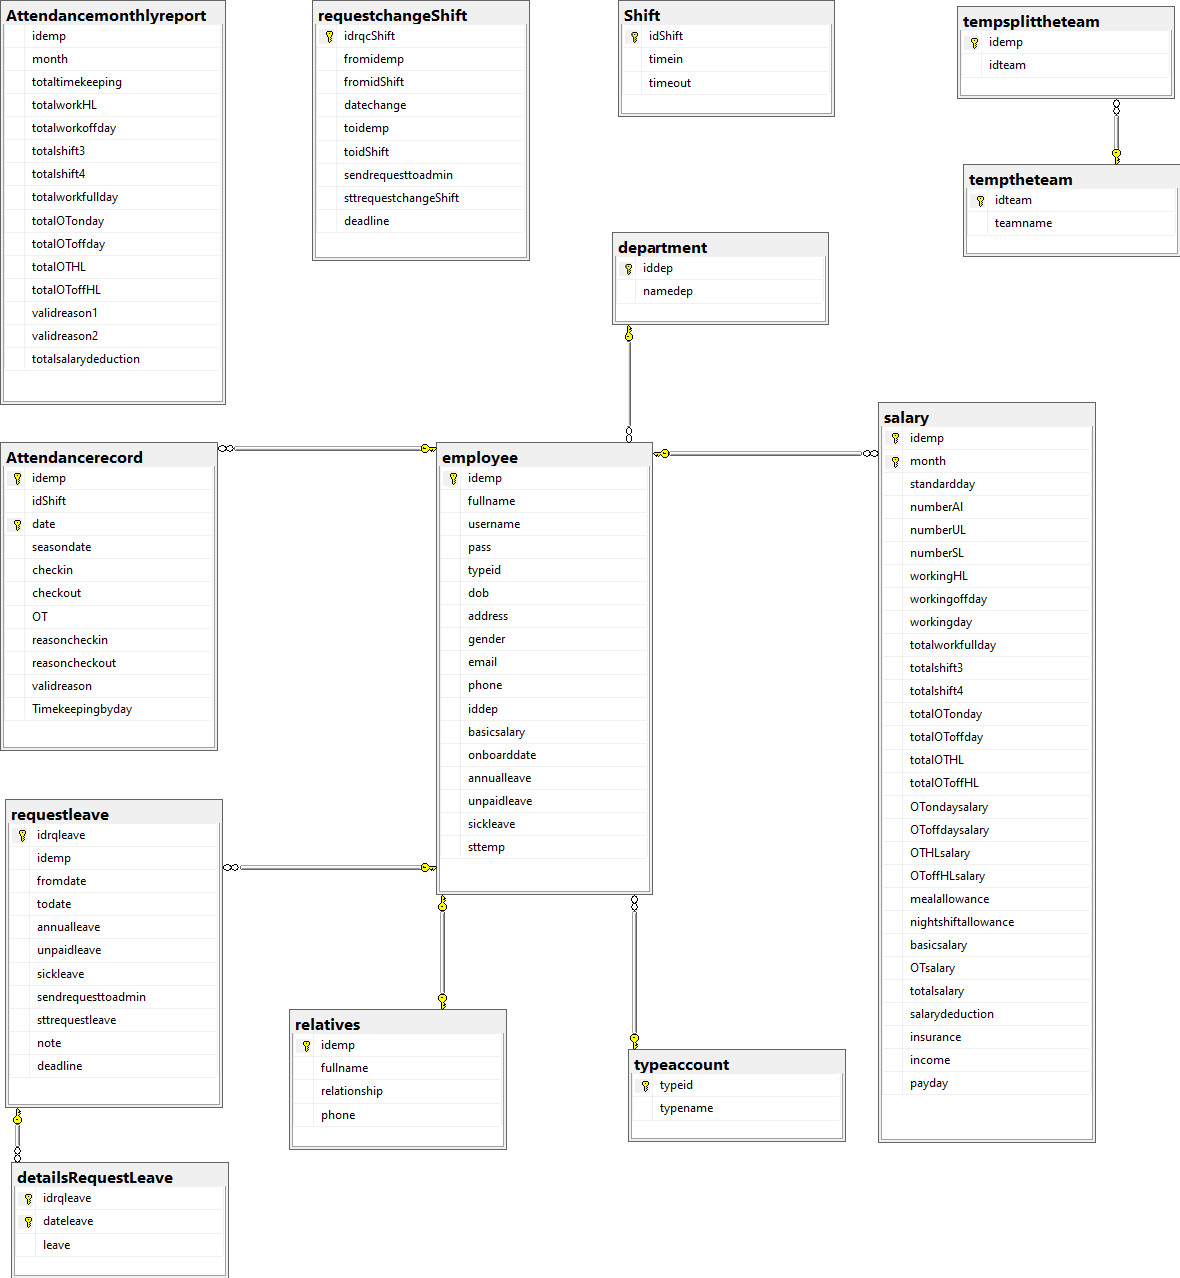 Attendancemonthlyreport
idemp
month
totaltimekeeping
totalworkHL
totalworkoffday
totalshift3
totalshift4
totalworkfullday
totalOTonday
totalOToffday
totalOTHL
totalOToffHL
validreason1
validreason2
totalsalarydeduction
requestchangeShift
idrqcShift
fromidemp
fromidShift
datechange
toidemp
toidShift
sendrequesttoadmin
sttrequestchangeShift
deadline
Shift
idShift
timein
timeout
tempsplittheteam
idemp
idteam
temptheteam
idteam
teamname
department
iddep
namedep
Attendancerecord
idemp
idShift
date
seasondate
checkin
checkout
OT
reasoncheckin
reasoncheckout
validreason
Timekeepingbyday
employee
idemp
fullname
username
pass
typeid
dob
address
gender
email
phone
iddep
basicsalary
onboarddate
annualleave
unpaidleave
sickleave
sttemp
salary
idemp
month
standardday
numberAl
numberUL
numberSL
workingHL
workingoffday
workingday
totalworkfullday
totalshift3
totalshift4
totalOTonday
totalOToffday
totalOTHL
totalOToffHL
OTondaysalary
OToffdaysalary
OTHLsalary
OToffHLsalary
mealallowance
nightshiftallowance
basicsalary
OTsalary
totalsalary
salarydeduction
insurance
income
payday
requestleave
idrqleave
idemp
fromdate
todate
annualleave
unpaidleave
sickleave
sendrequesttoadmin
sttrequestleave
note
deadline
relatives
idemp
fullname
relationship
phone
typeaccount
typeid
typename
detailsRequestLeave
idrqleave
dateleave
leave